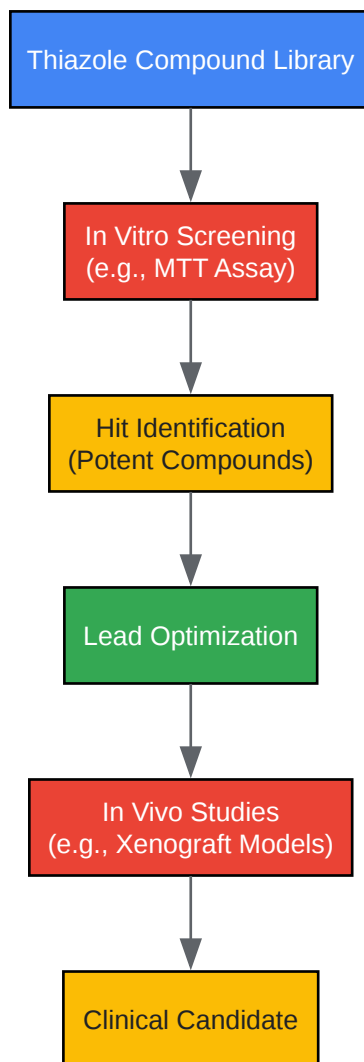 Thiazole Compound Library
In Vitro Screening
(e.g., MTT Assay)
Hit Identification
(Potent Compounds)
Lead Optimization
In Vivo Studies
(e.g., Xenograft Models)
Clinical Candidate